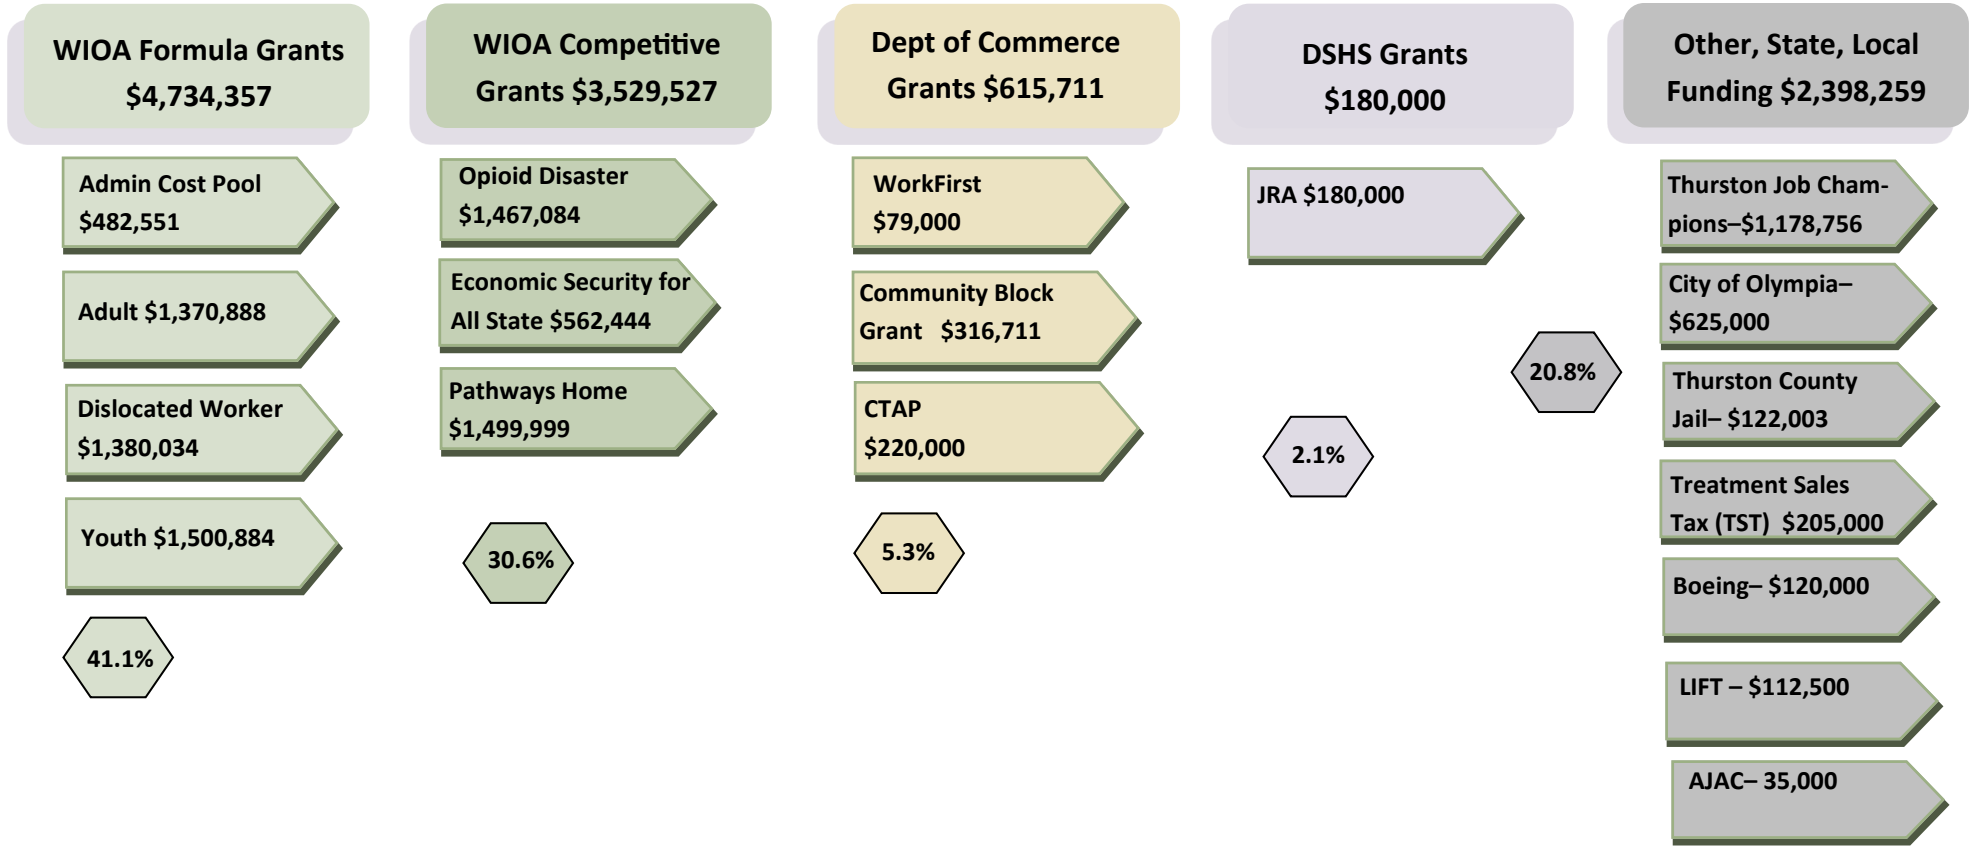 WIOA Formula Grants
$4,734,357
Admin Cost Pool
$482,551
Adult $1,370,888
Dislocated Worker
$1,380,034
Youth $1,500,884
41.1%
WIOA Competitive
Grants $3,529,527
Opioid Disaster
$1,467,084
Economic Security for
All State $562,444
Pathways Home
$1,499,999
30.6%
Dept of Commerce
Grants $615,711
WorkFirst
$79,000
Community Block
Grant $316,711
CTAP
$220,000
5.3%
DSHS Grants
$180,000
JRA $180,000
2.1%
Other, State, Local
Funding $2,398,259
Thurston Job Cham-
pions–$1,178,756
City of Olympia–
$625,000
Thurston County
Jail– $122,003
Treatment Sales
Tax (TST) $205,000
Boeing– $120,000
LIFT – $112,500
AJAC– 35,000
20.8%